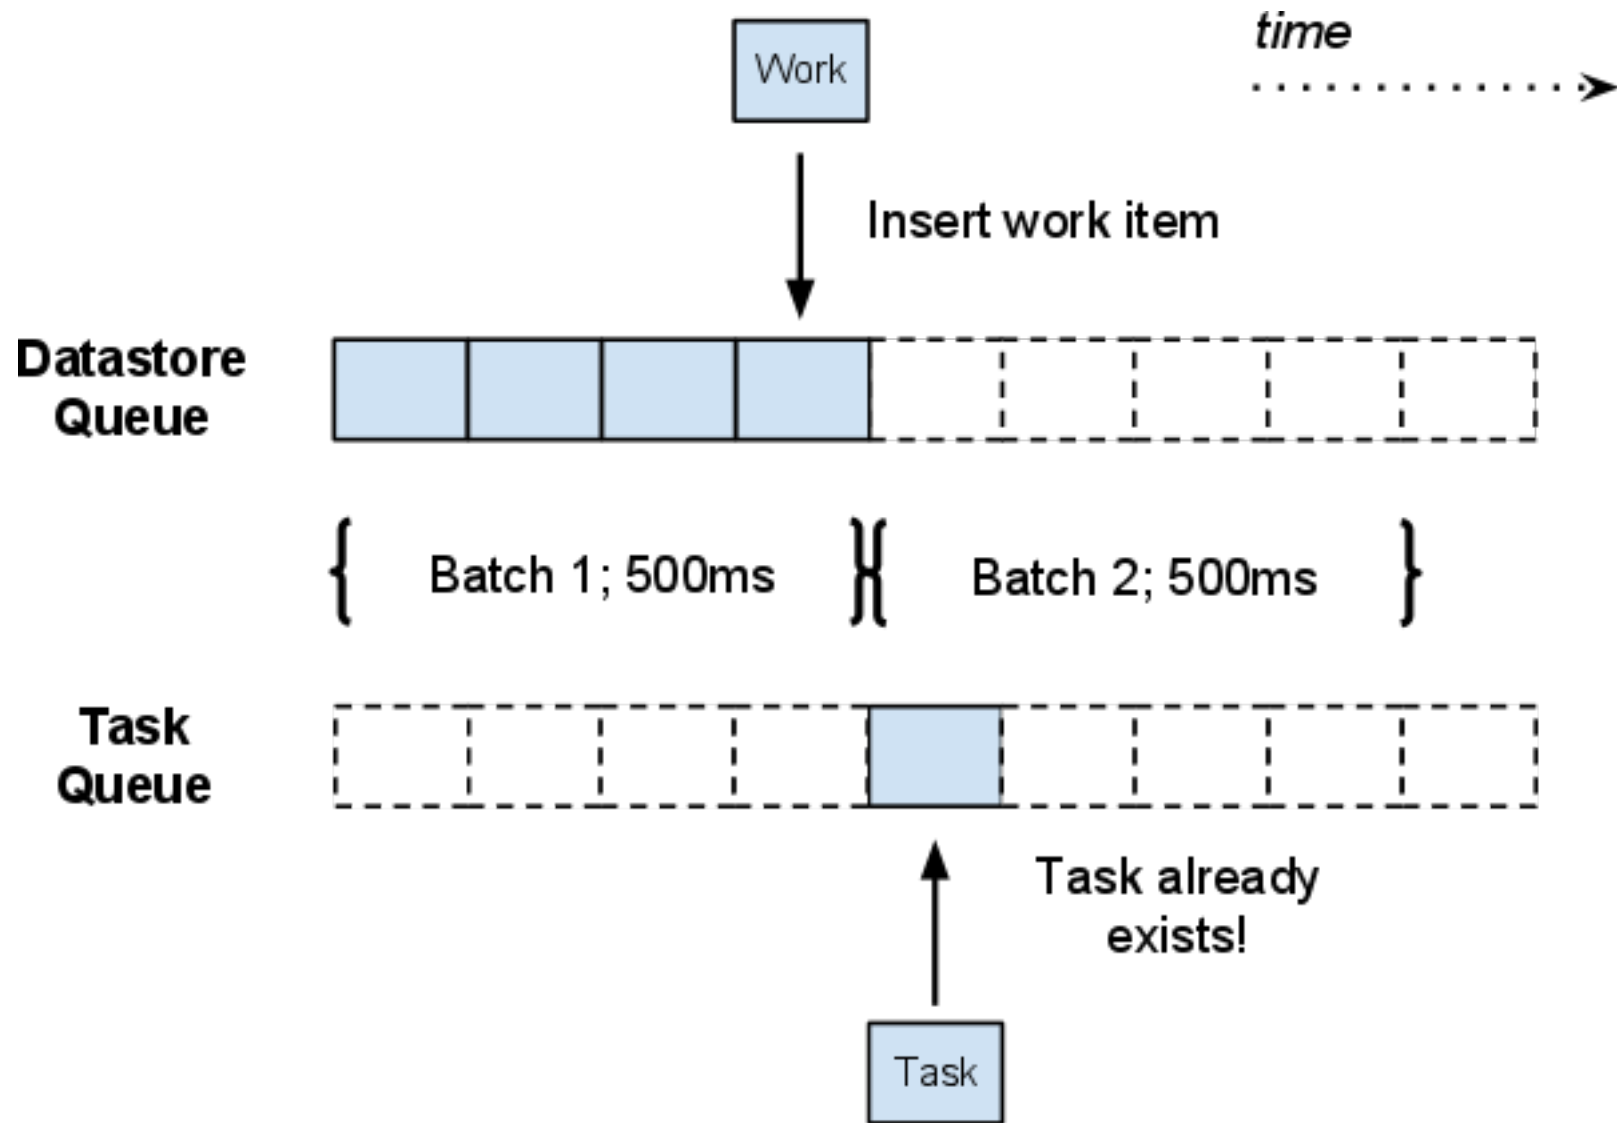 Work
time
Insert work item
Datastore
Queue
Batch 1; 500ms
Batch 2; 500ms
Task
Queue
Task already
exists!
Task